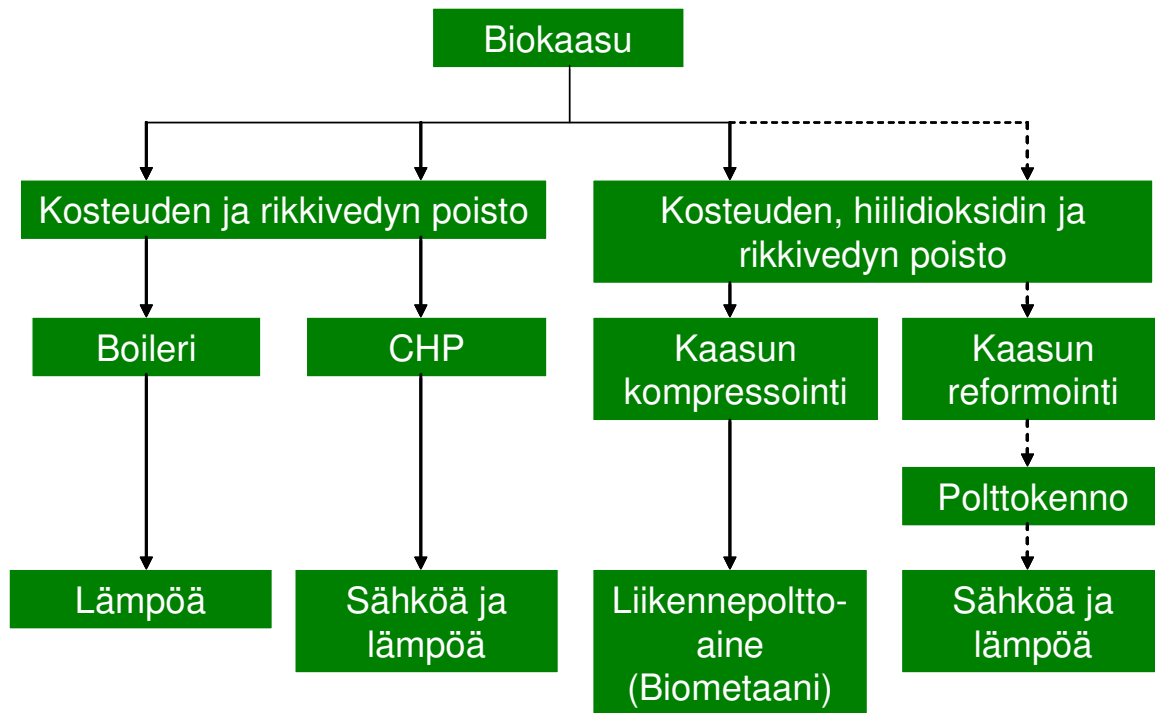 Biokaasu
Kosteuden ja rikkivedyn poisto
Kosteuden, hiilidioksidin ja
rikkivedyn poisto
Boileri
CHP
Kaasun
kompressointi
Kaasun
reformointi
Polttokenno
Lämpöä
Sähköä ja
lämpöä
Liikennepoltto-
aine
(Biometaani)
Sähköä ja
lämpöä